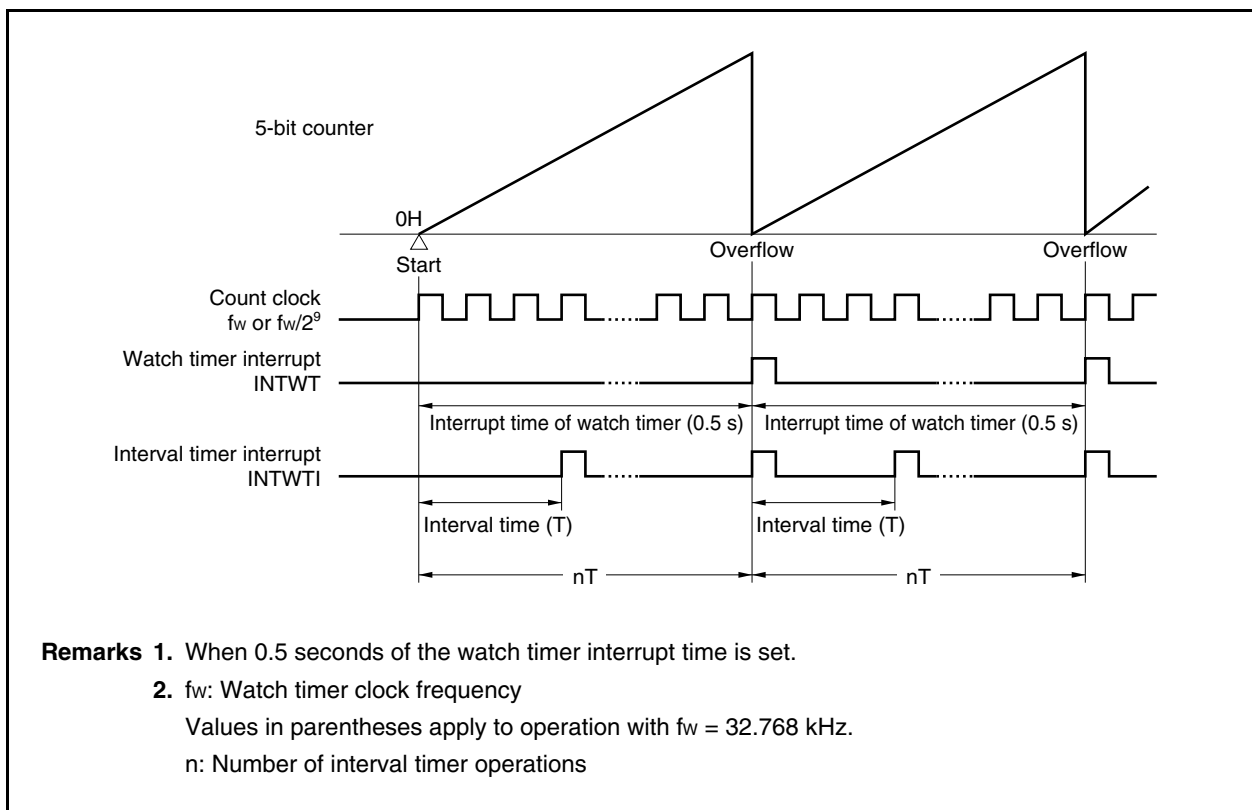 5-bit counter
0H
Start
Overflow
Overflow
Count clock
fW or fW/2⁹
Watch timer interrupt
INTWT
Interrupt time of watch timer (0.5 s)
Interrupt time of watch timer (0.5 s)
Interval timer interrupt
INTWTI
Interval time (T)
Interval time (T)
nT
nT
Remarks 1. When 0.5 seconds of the watch timer interrupt time is set.
2. fW: Watch timer clock frequency
Values in parentheses apply to operation with fW = 32.768 kHz.
n: Number of interval timer operations